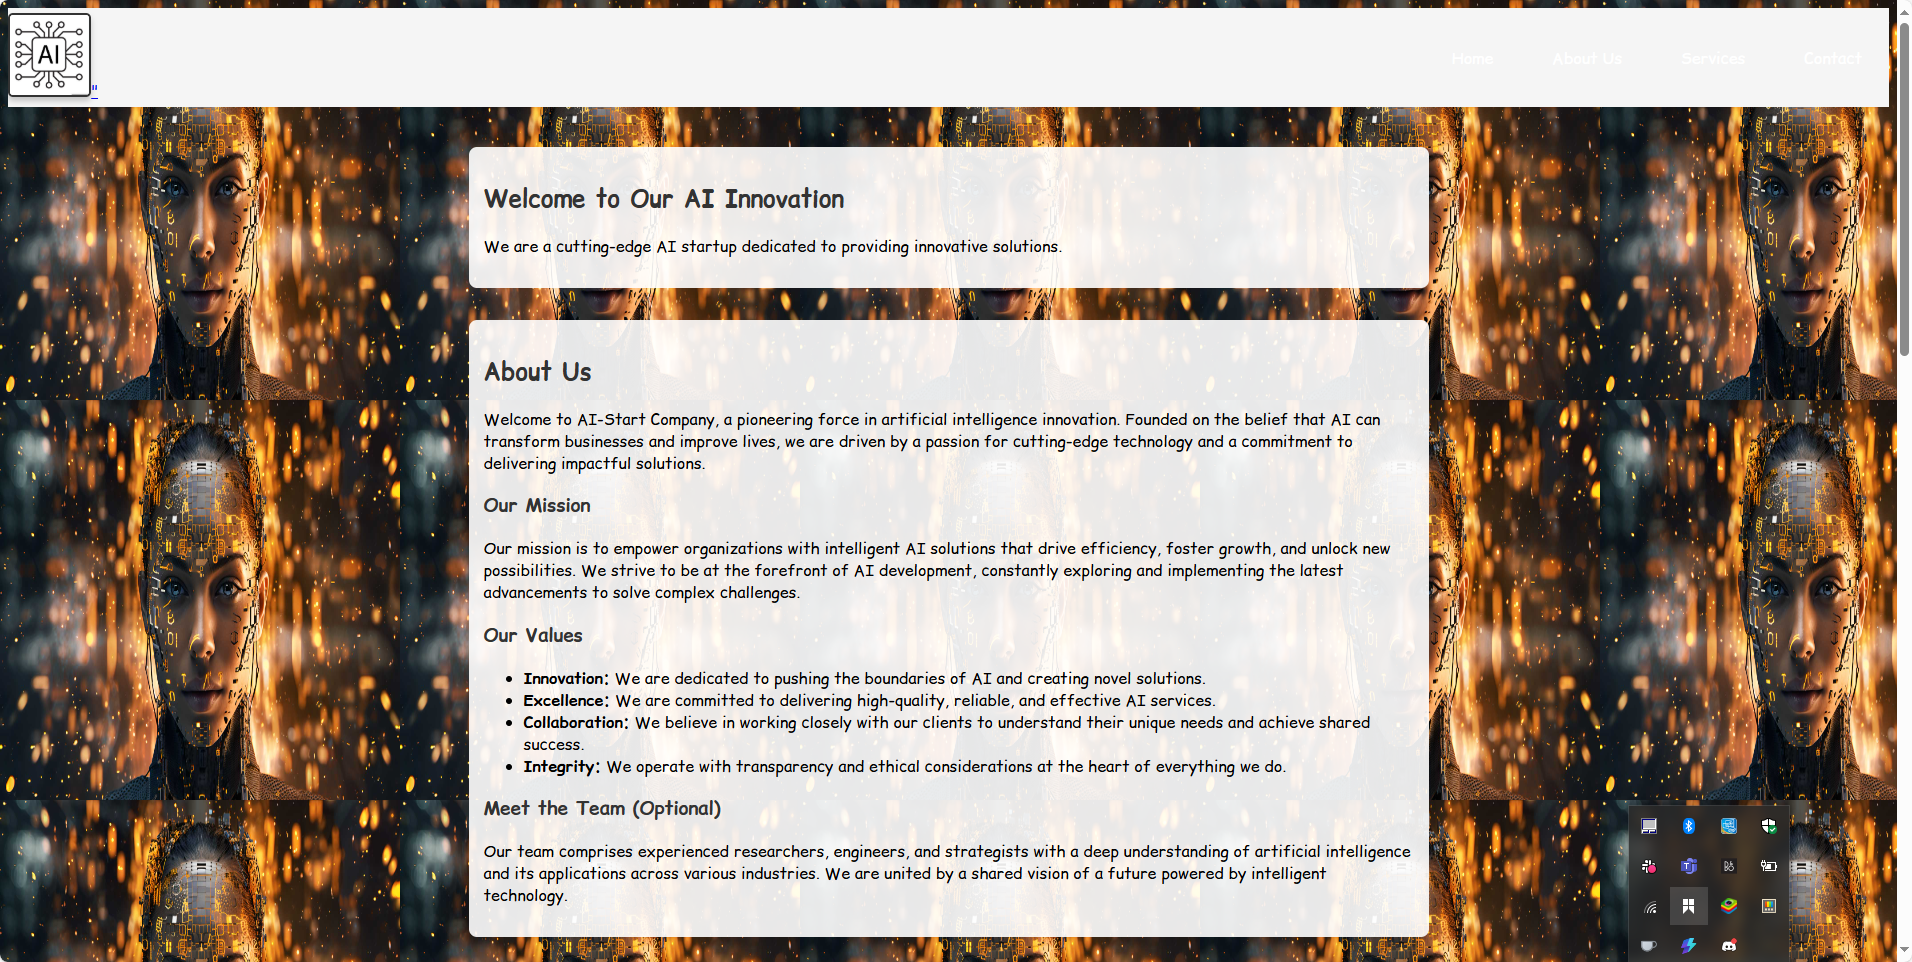 AI
"
Home About Us Services Contact
Welcome to Our AI Innovation
We are a cutting-edge AI startup dedicated to providing innovative solutions.
About Us
Welcome to AI-Start Company, a pioneering force in artificial intelligence innovation. Founded on the belief that AI can
transform businesses and improve lives, we are driven by a passion for cutting-edge technology and a commitment to
delivering impactful solutions.
Our Mission
Our mission is to empower organizations with intelligent AI solutions that drive efficiency, foster growth, and unlock new
possibilities. We strive to be at the forefront of AI development, constantly exploring and implementing the latest
advancements to solve complex challenges.
Our Values
• Innovation: We are dedicated to pushing the boundaries of AI and creating novel solutions.
• Excellence: We are committed to delivering high-quality, reliable, and effective AI services.
• Collaboration: We believe in working closely with our clients to understand their unique needs and achieve shared
success.
• Integrity: We operate with transparency and ethical considerations at the heart of everything we do.
Meet the Team (Optional)
Our team comprises experienced researchers, engineers, and strategists with a deep understanding of artificial intelligence
and its applications across various industries. We are united by a shared vision of a future powered by intelligent
technology.